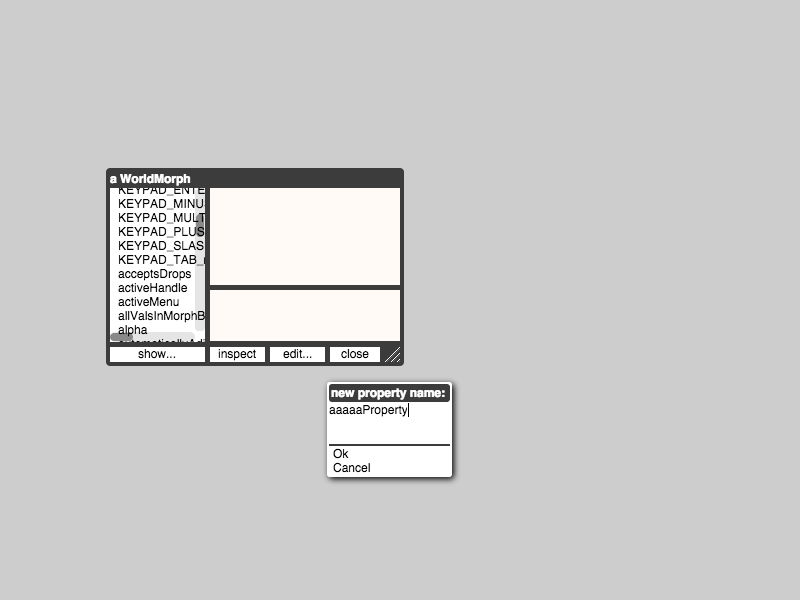 a WorldMorph
KEYPAD_ENTE
KEYPAD_MINU
KEYPAD_MULT
KEYPAD_PLUS
KEYPAD_SLAS
KEYPAD_TAB_
acceptsDrops
activeHandle
activeMenu
allValsInMorphB
alpha
show...
inspect
edit...
close
new property name:
aaaaaProperty
Ok
Cancel